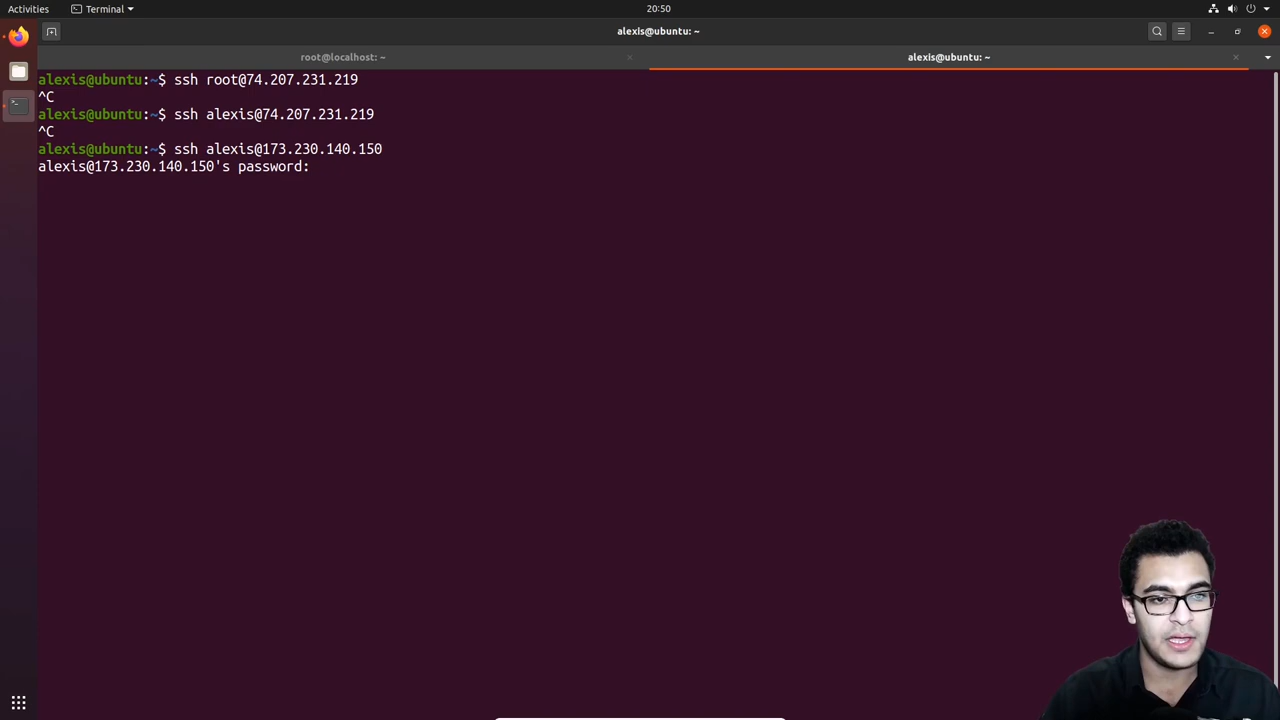 Activities
Terminal
20:50
alexis@ubuntu: ~
root@localhost: ~
alexis@ubuntu: ~
alexis@ubuntu:~$ ssh root@74.207.231.219
^C
alexis@ubuntu:~$ ssh alexis@74.207.231.219
^C
alexis@ubuntu:~$ ssh alexis@173.230.140.150
alexis@173.230.140.150's password: